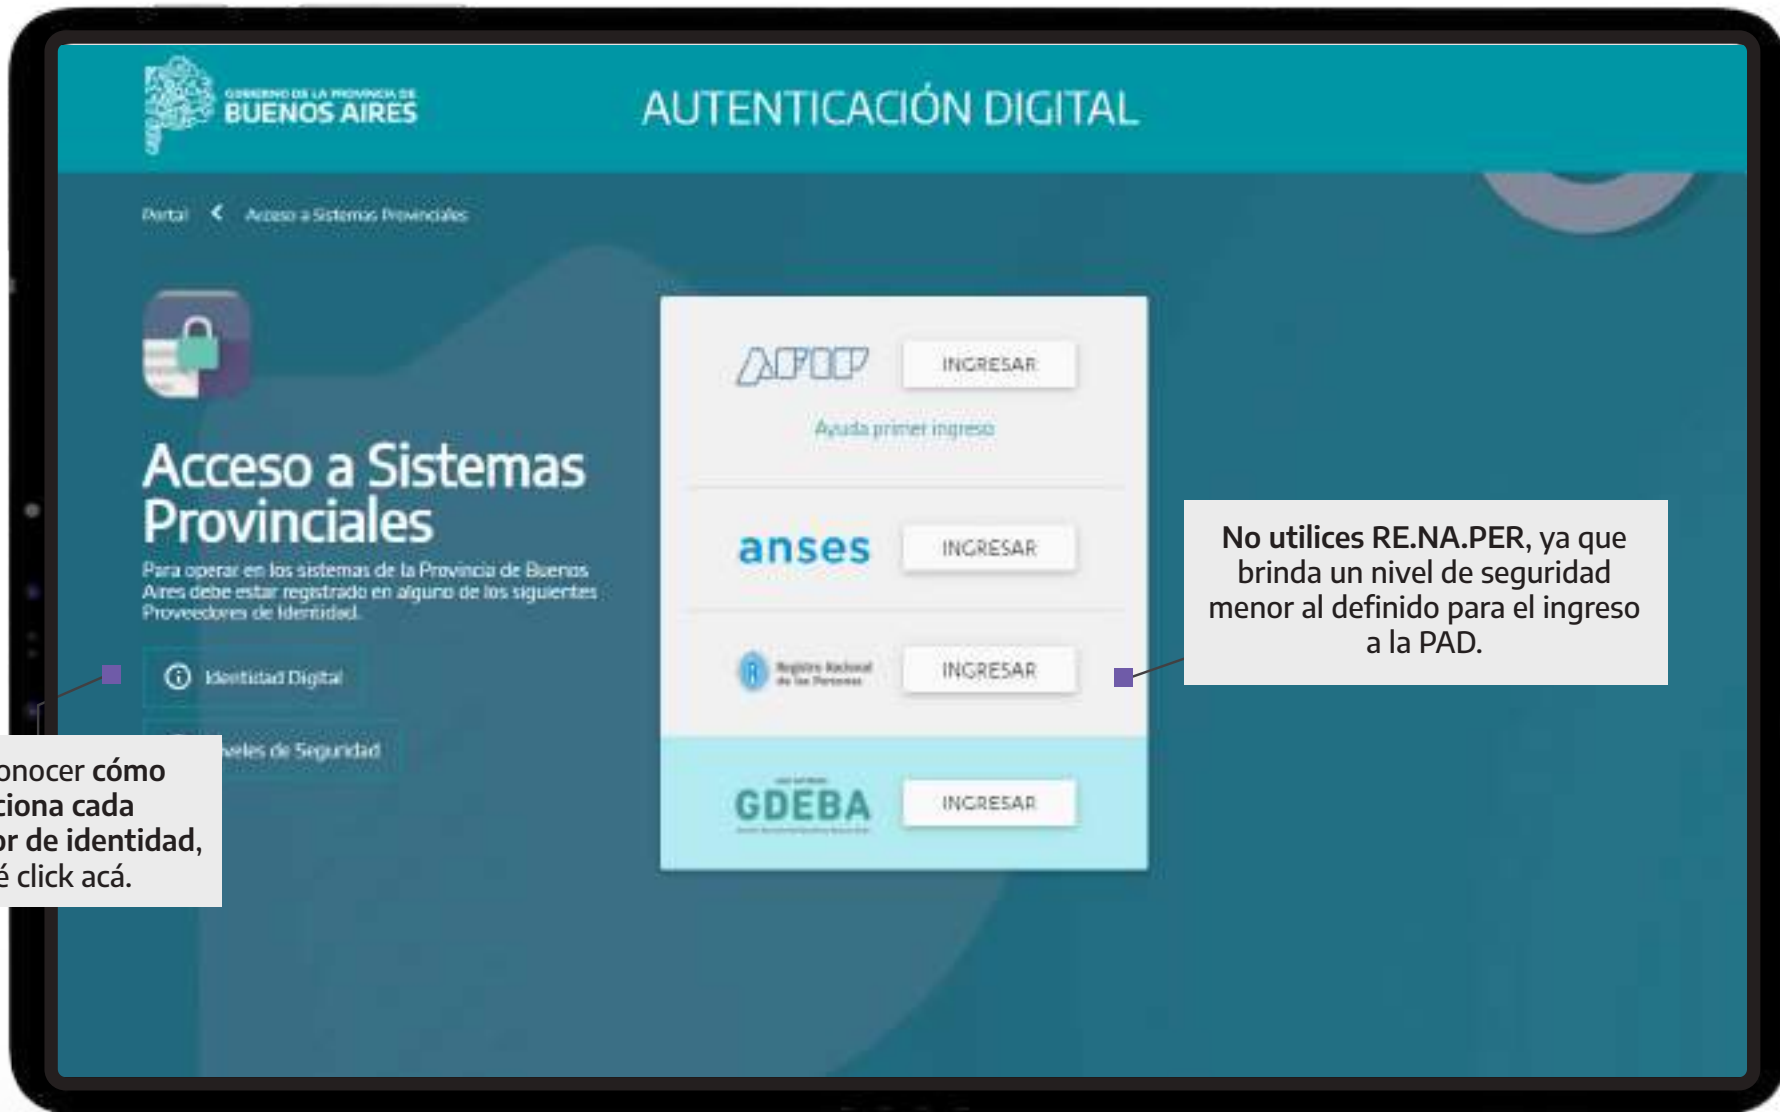 GOBIERNO DE LA PROVINCIA DE
BUENOS AIRES
AUTENTICACIÓN DIGITAL
Portal
Acceso a Sistemas Provinciales
Acceso a Sistemas
Provinciales
Para operar en los sistemas de la Provincia de Buenos
Aires debe estar registrado en alguno de los siguientes
Proveedores de Identidad.
Identidad Digital
veles de Seguridad
onocer cómo
ciona cada
or de identidad,
é click acá.
AFIP
INGRESAR
Ayuda primer ingreso
anses
INGRESAR
Registro Nacional
de las Personas
INGRESAR
GDEBA
INGRESAR
No utilices RE.NA.PER, ya que
brinda un nivel de seguridad
menor al definido para el ingreso
a la PAD.